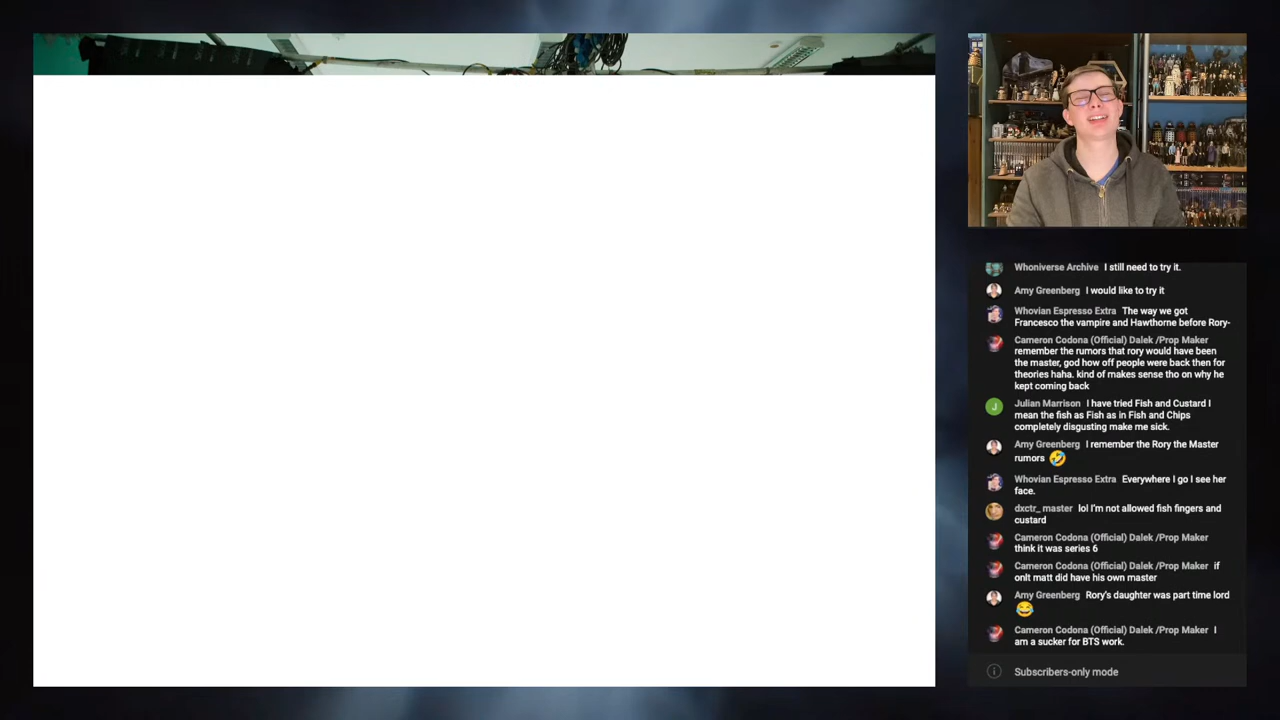 Whoniverse Archive I still need to try it.
Amy Greenberg I would like to try it
Whovian Espresso Extra The way we got
Francesco the vampire and Hawthorne before Rory-
Cameron Codona (Official) Dalek /Prop Maker
remember the rumors that rory would have been
the master, god how off people were back then for
theories haha. kind of makes sense tho on why he
kept coming back
J
Julian Marrison I have tried Fish and Custard I
mean the fish as Fish as in Fish and Chips
completely disgusting make me sick.
Amy Greenberg I remember the Rory the Master
rumors 🤣
Whovian Espresso Extra Everywhere I go I see her
face.
dxctr_ master lol I'm not allowed fish fingers and
custard
Cameron Codona (Official) Dalek /Prop Maker
think it was series 6
Cameron Codona (Official) Dalek /Prop Maker if
onlt matt did have his own master
Amy Greenberg Rory's daughter was part time lord
😂
Cameron Codona (Official) Dalek /Prop Maker I
am a sucker for BTS work.
Subscribers-only mode